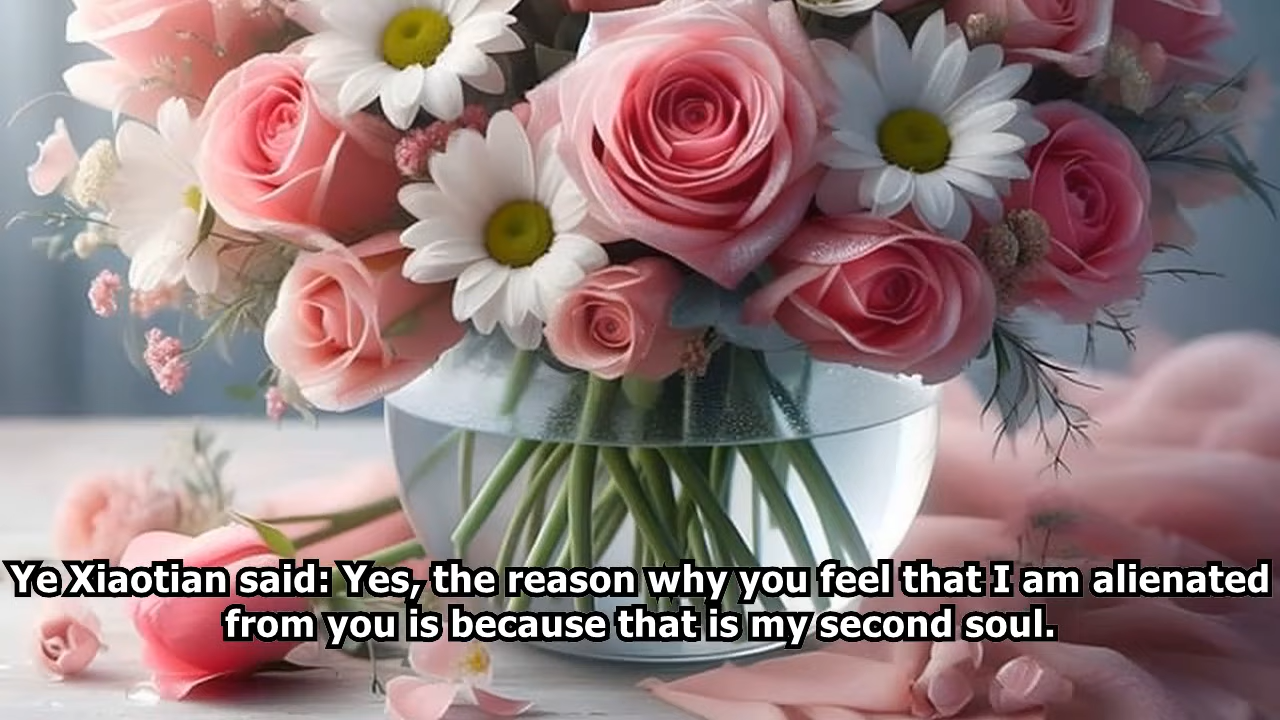 Ye Xiaotian said: Yes, the reason why you feel that I am alienated
from you is because that is my second soul.